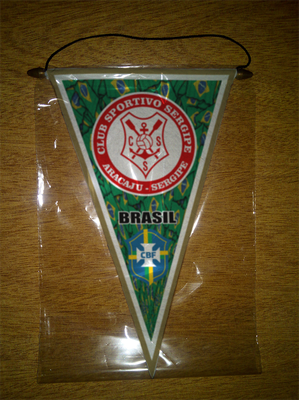 CLUB SPORTIVO SERGIPE
C S S
ARACAJU - SERGIPE
BRASIL
CBF